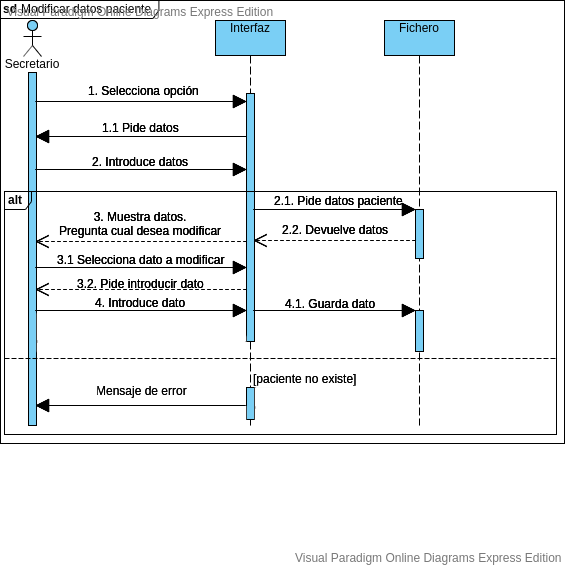 sd Modificar datos paciente
Visual Paradigm Online Diagrams Express Edition
Interfaz
Fichero
Secretario
1. Selecciona opción
1.1 Pide datos
2. Introduce datos
alt
2.1. Pide datos paciente
3. Muestra datos.
Pregunta cual desea modificar
2.2. Devuelve datos
3.1 Selecciona dato a modificar
3.2. Pide introducir dato
4. Introduce dato
4.1. Guarda dato
[paciente no existe]
Mensaje de error
Visual Paradigm Online Diagrams Express Edition